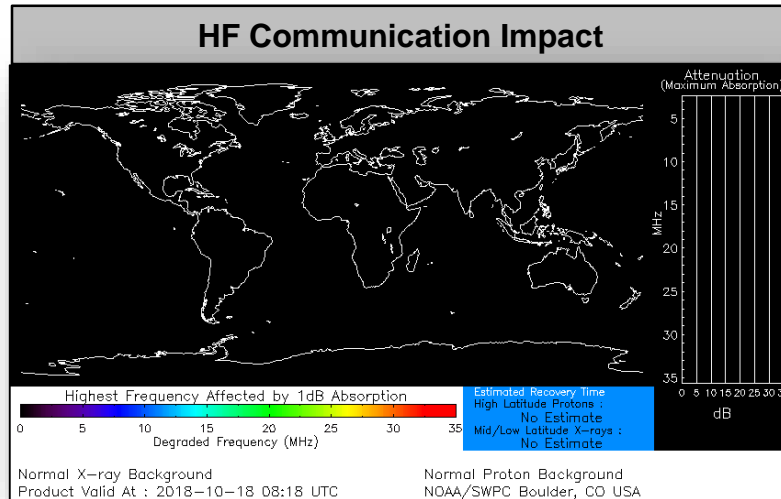 HF Communication Impact
Attenuation
(Maximum Absorption)
5
10
15
20
25
30
35
MHz
0 5 10 15 20 25 30 3
dB
Highest Frequency Affected by 1dB Absorption
0 5 10 15 20 25 30 35
Degraded Frequency (MHz)
Estimated Recovery Time
High Latitude Protons :
No Estimate
Mid/Low Latitude X-rays :
No Estimate
Normal X-ray Background
Product Valid At : 2018-10-18 08:18 UTC
Normal Proton Background
NOAA/SWPC Boulder, CO USA